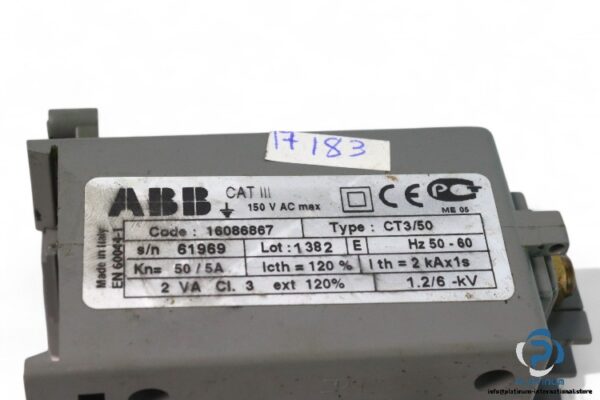 17183
ABB CAT III
150 V AC max
CE
ME 05
Code : 16086867 Type : CT3/50
s/n 61969 Lot : 1382 E Hz 50 - 60
Kn= 50 / 5A Icth = 120 % I th = 2 kAx1s
2 VA Cl. 3 ext 120% 1.2/6 -kV
Made in Italy
EN 60044-1
Platinum
info@platinum-international.store